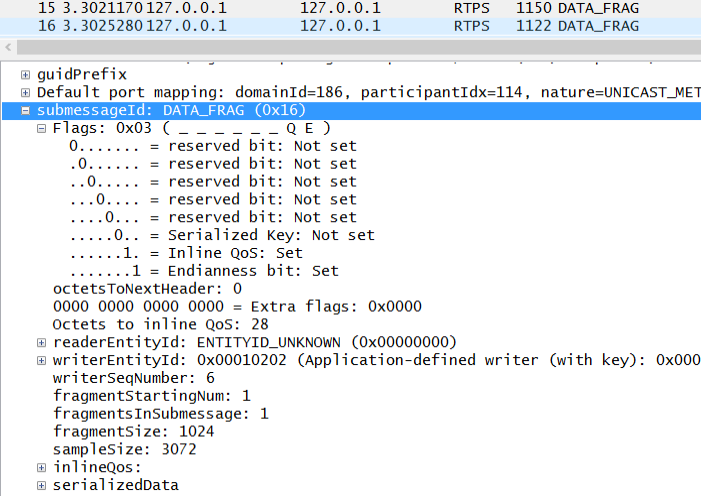 15 3.3021170 127.0.0.1 127.0.0.1 RTPS 1150 DATA_FRAG
16 3.3025280 127.0.0.1 127.0.0.1 RTPS 1122 DATA_FRAG
guidPrefix
Default port mapping: domainId=186, participantIdx=114, nature=UNICAST_MET
submessageId: DATA_FRAG (0x16)
Flags: 0x03 ( _ _ _ _ _ _ Q E )
0....... = reserved bit: Not set
.0...... = reserved bit: Not set
..0..... = reserved bit: Not set
...0.... = reserved bit: Not set
....0... = reserved bit: Not set
.....0.. = Serialized Key: Not set
......1. = Inline QoS: Set
.......1 = Endianness bit: Set
octetsToNextHeader: 0
0000 0000 0000 0000 = Extra flags: 0x0000
Octets to inline QoS: 28
readerEntityId: ENTITYID_UNKNOWN (0x00000000)
writerEntityId: 0x00010202 (Application-defined writer (with key): 0x000
writerSeqNumber: 6
fragmentStartingNum: 1
fragmentsInSubmessage: 1
fragmentSize: 1024
sampleSize: 3072
inlineQos:
serializedData